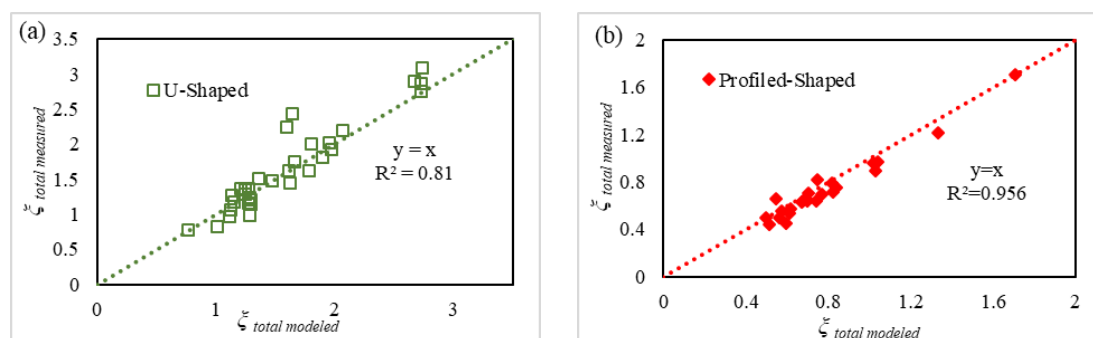 (a)
3.5
3
2.5
2
1.5
1
0.5
0
0 1 2 3
U-Shaped
y = x
R² = 0.81
ξ total measured
ξ total modeled
(b)
2
1.6
1.2
0.8
0.4
0
0 0.4 0.8 1.2 1.6 2
Profiled-Shaped
y=x
R²=0.956
ξ total measured
ξ total modeled